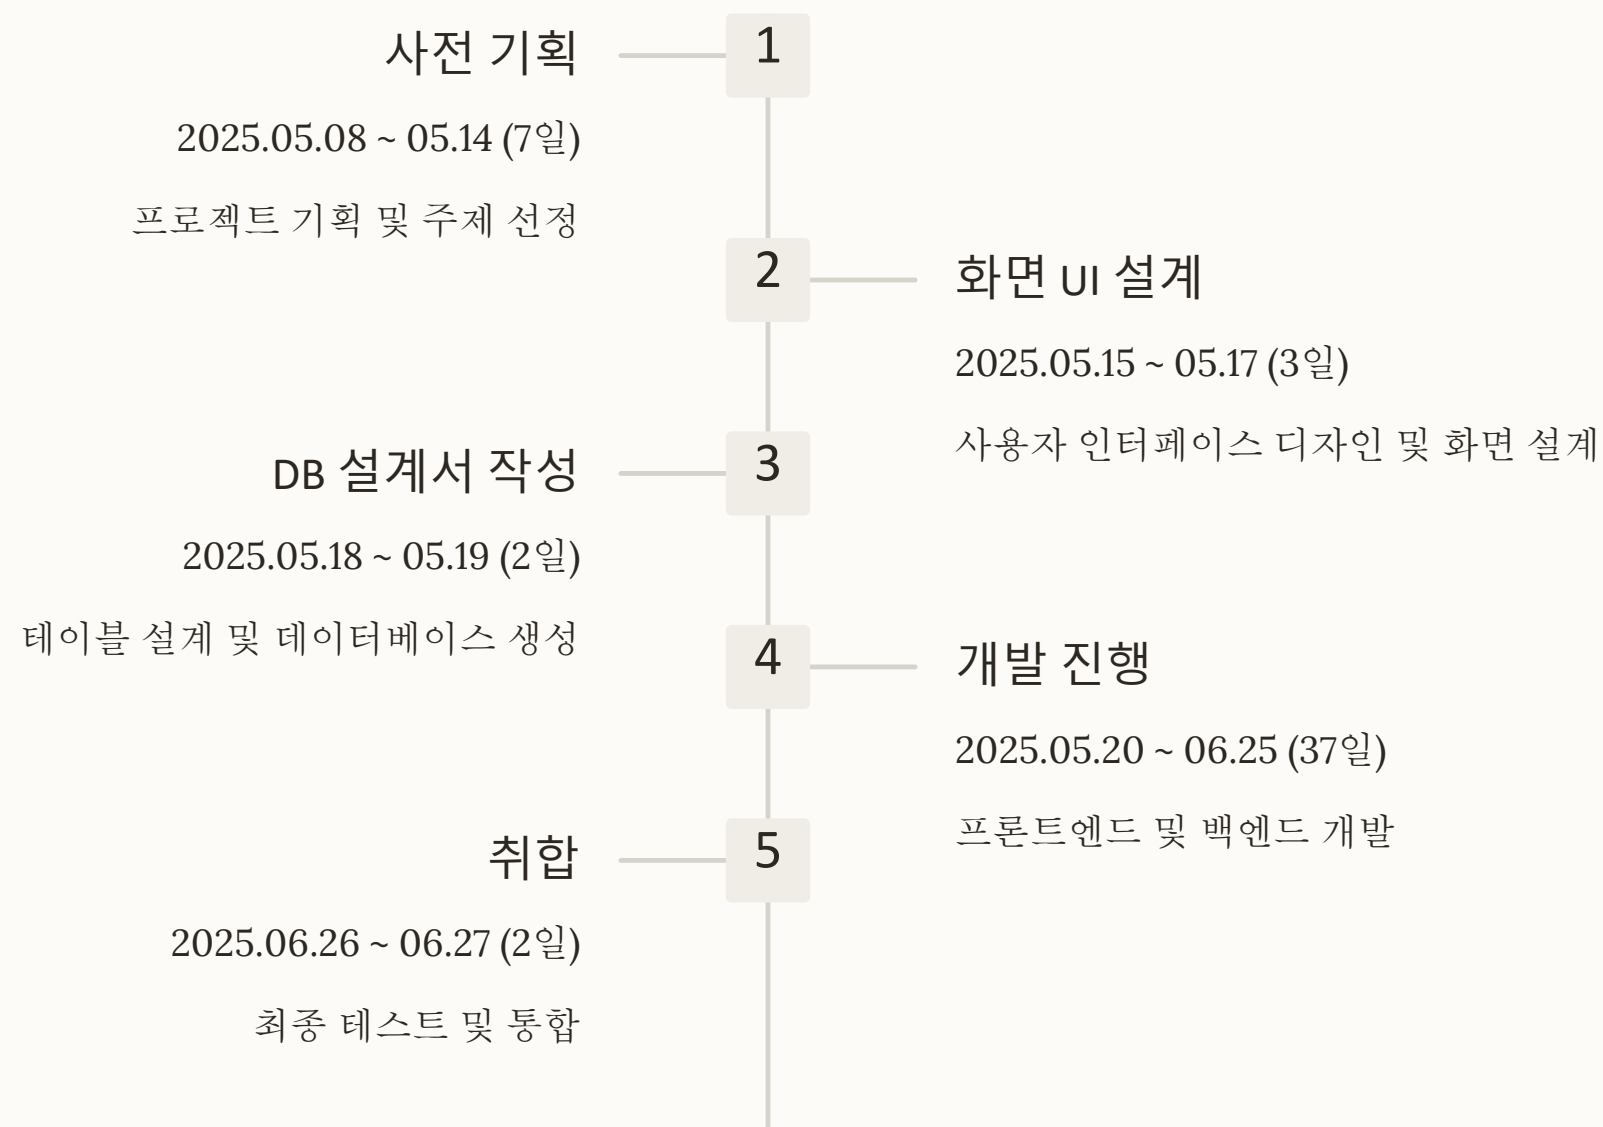 1
사전 기획
2025.05.08 ~ 05.14 (7일)
프로젝트 기획 및 주제 선정
2
화면 UI 설계
2025.05.15 ~ 05.17 (3일)
사용자 인터페이스 디자인 및 화면 설계
3
DB 설계서 작성
2025.05.18 ~ 05.19 (2일)
테이블 설계 및 데이터베이스 생성
4
개발 진행
2025.05.20 ~ 06.25 (37일)
프론트엔드 및 백엔드 개발
5
취합
2025.06.26 ~ 06.27 (2일)
최종 테스트 및 통합